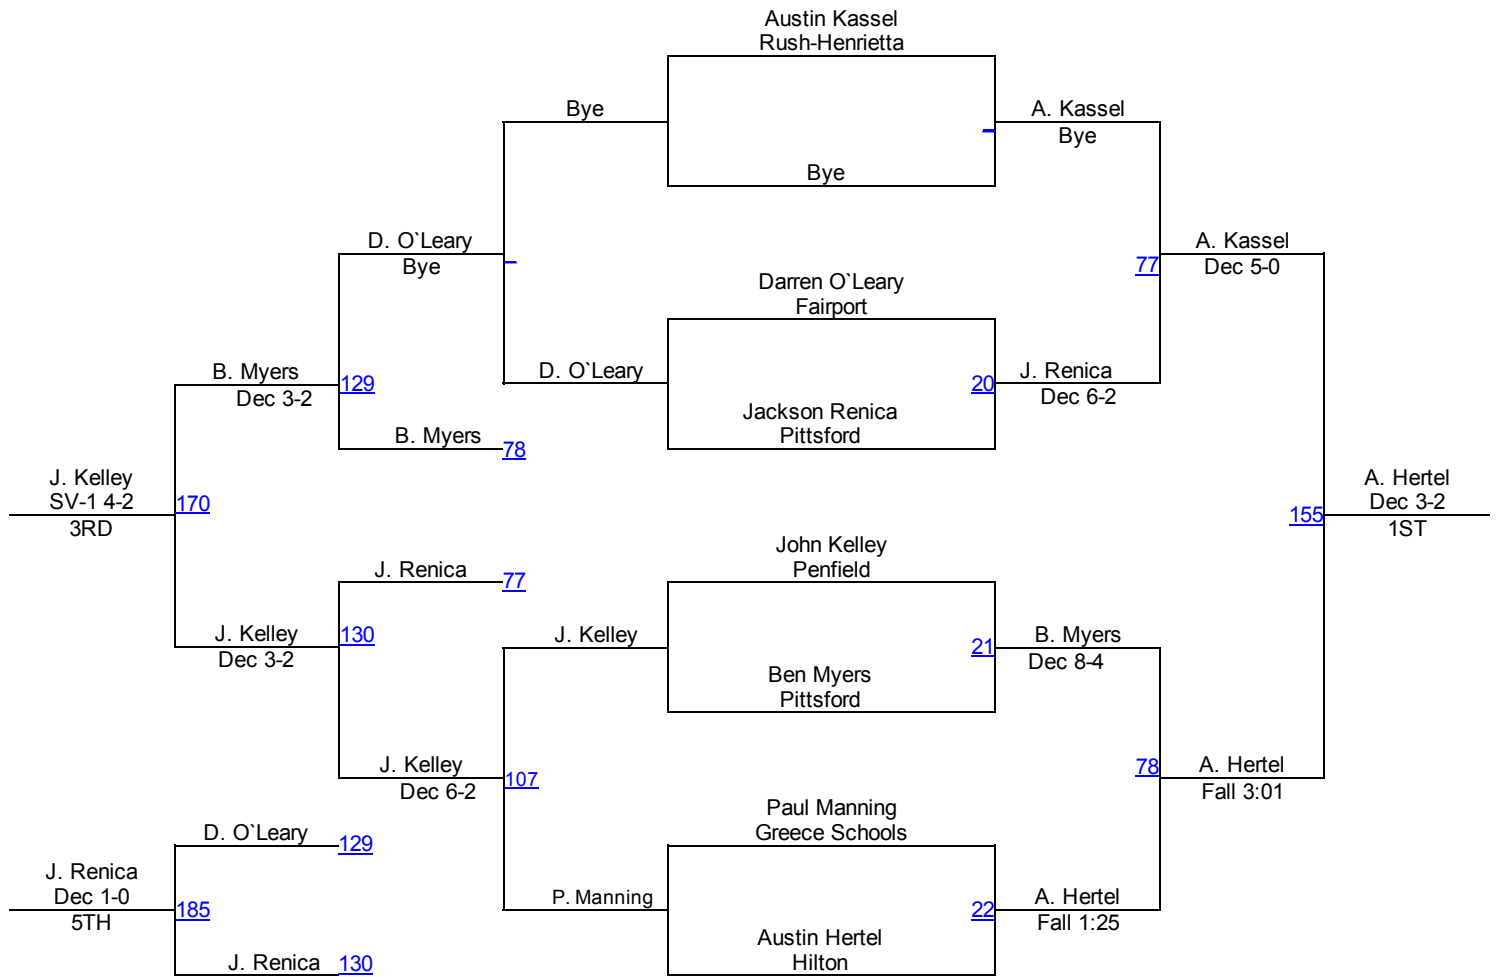 Austin Kassel
Rush-Henrietta
Bye
A. Kassel
Bye
Bye
D. O`Leary
Bye
A. Kassel
Dec 5-0
77
Darren O`Leary
Fairport
B. Myers
Dec 3-2
129
D. O`Leary
20
J. Renica
Dec 6-2
Jackson Renica
Pittsford
B. Myers
78
J. Kelley
SV-1 4-2
3RD
170
155
A. Hertel
Dec 3-2
1ST
John Kelley
Penfield
J. Renica
77
J. Kelley
Dec 3-2
130
J. Kelley
21
B. Myers
Dec 8-4
Ben Myers
Pittsford
J. Kelley
Dec 6-2
107
78
A. Hertel
Fall 3:01
Paul Manning
Greece Schools
D. O`Leary
129
J. Renica
Dec 1-0
5TH
185
P. Manning
22
A. Hertel
Fall 1:25
Austin Hertel
Hilton
J. Renica
130